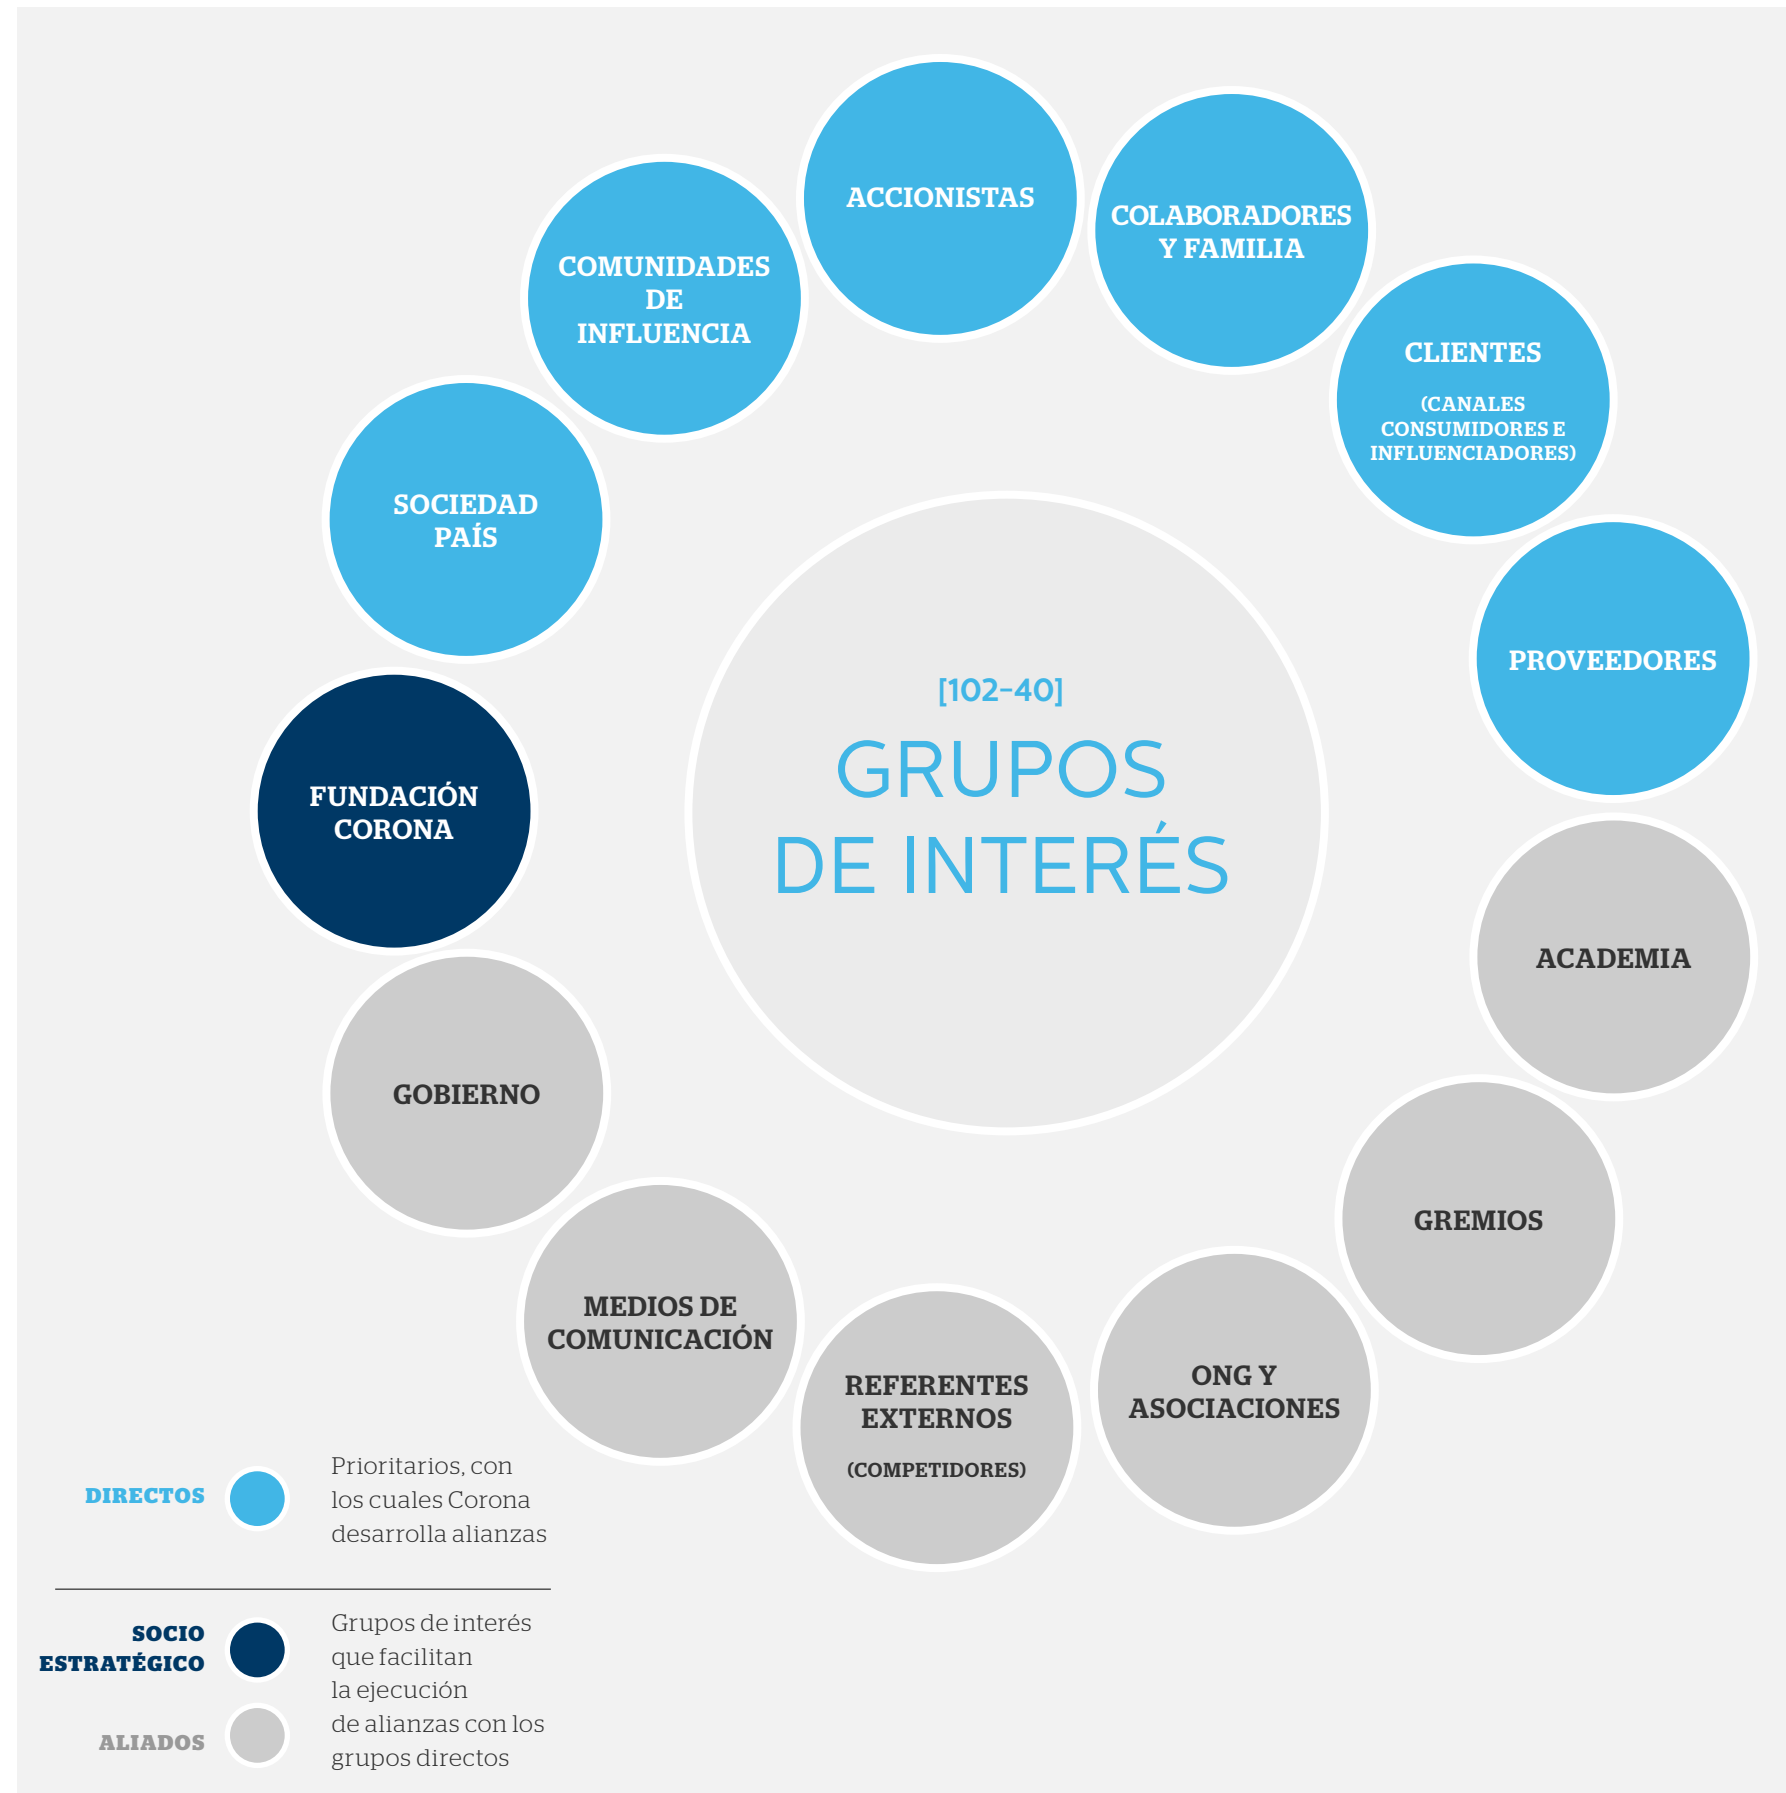 ACCIONISTAS
COLABORADORES
Y FAMILIA
COMUNIDADES
DE
INFLUENCIA
CLIENTES
(CANALES
CONSUMIDORES E
INFLUENCIADORES)
SOCIEDAD
PAÍS
PROVEEDORES
[102-40]
GRUPOS
DE INTERÉS
FUNDACIÓN
CORONA
ACADEMIA
GOBIERNO
GREMIOS
MEDIOS DE
COMUNICACIÓN
REFERENTES
EXTERNOS
(COMPETIDORES)
ONG Y
ASOCIACIONES
DIRECTOS
Prioritarios, con
los cuales Corona
desarrolla alianzas
SOCIO
ESTRATÉGICO
ALIADOS
Grupos de interés
que facilitan
la ejecución
de alianzas con los
grupos directos